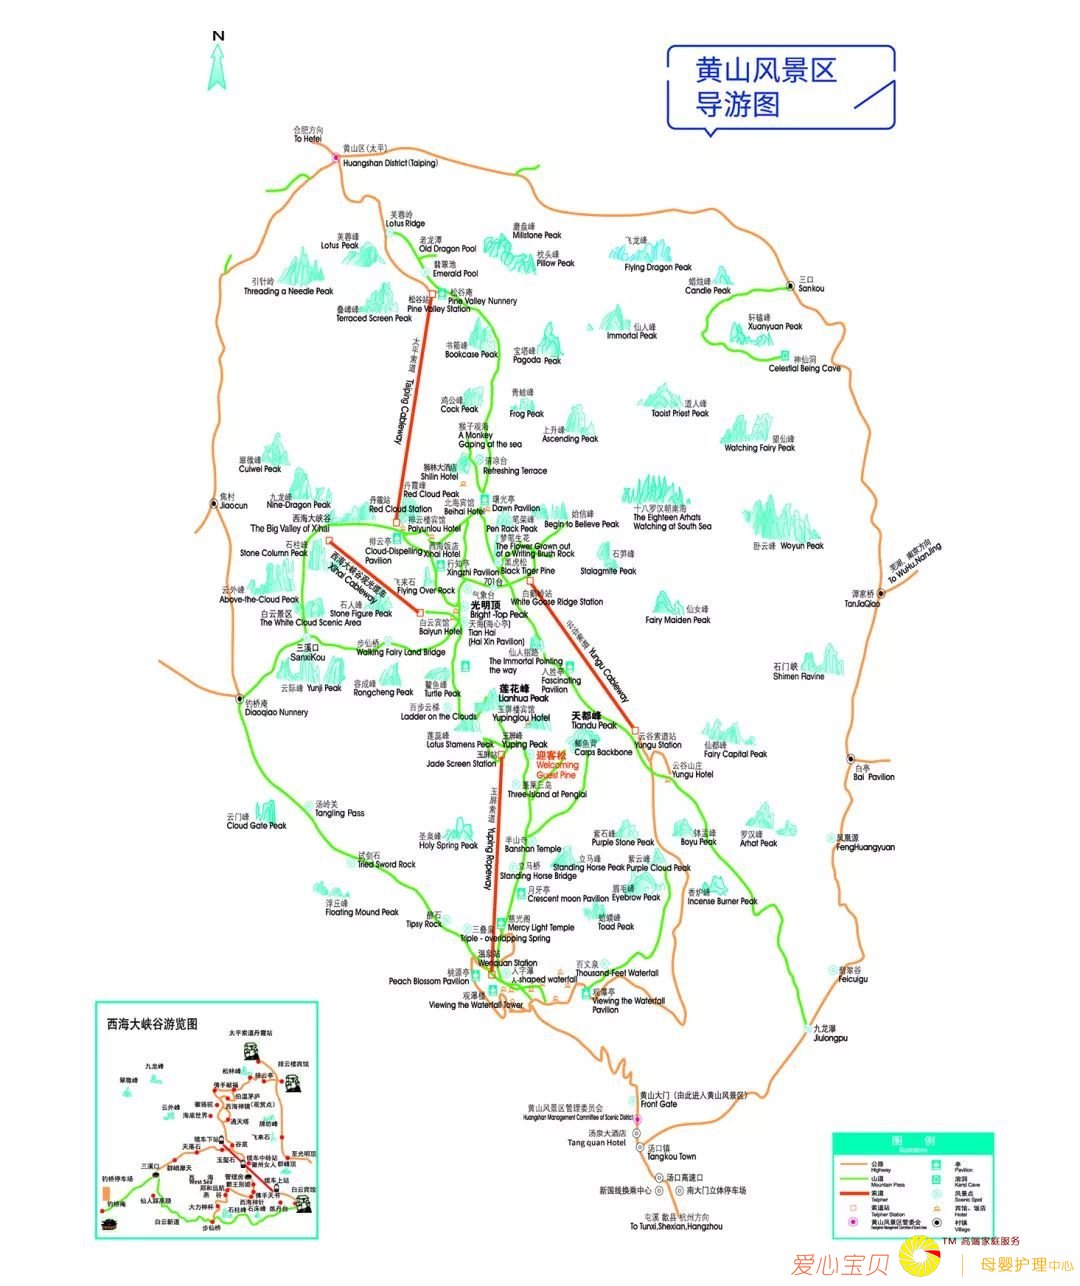 N
黄山风景区
导游图
合肥方向
To Hefei
黄山区(太平)
Huangshan District(Taiping)
芙蓉岭
Lotus Ridge
老龙潭
Old Dragon Pool
翡翠池
Emerald Pool
芙蓉峰
Lotus Peak
磨盘峰
Millstone Peak
枕头峰
Pillow Peak
飞龙峰
Flying Dragon Peak
蜡烛峰
Candle Peak
三口
Sankou
引针岭
Threading a Needle Peak
叠嶂峰
Terraced Screen Peak
松谷站
Pine Valley Station
松谷庵
Pine Valley Nunnery
仙人峰
Immortal Peak
轩辕峰
Xuanyuan Peak
神仙洞
Celestial Being Cave
太平索道 Taiping Cableway
书箱峰
Bookcase Peak
宝塔峰
Pagoda Peak
鸡公峰
Cock Peak
青蛙峰
Frog Peak
道人峰
Taoist Priest Peak
猴子观海
A Monkey
Gaping at the sea
上升峰
Ascending Peak
望仙峰
Watching Fairy Peak
翠微峰
Cuiwei Peak
狮林大酒店
Shilin Hotel
清凉台
Refreshing Terrace
焦村
Jiaocun
九龙峰
Nine-Dragon Peak
丹霞站
Red Cloud Station
丹霞峰
Red Cloud Peak
北海宾馆
Beihai Hotel
曙光亭
Dawn Pavilion
十八罗汉朝南海
The Eighteen Arhats
Watching at South Sea
西海大峡谷
The Big Valley of Xihai
排云楼宾馆
Paiyunlou Hotel
笔架峰
Pen Rack Peak
始信峰
Begin to Believe Peak
卧云峰 Woyun Peak
石柱峰
Stone Column Peak
排云亭
Cloud-Dispelling
Pavilion
西海饭店
Xihai Hotel
梦笔生花
The Flower Grown out
of a Writing Brush Rock
石笋峰
Stalagmite Peak
芜湖、南京方向
To WuHu,NanJing
西海大峡谷观光缆车
Xihai Cableway
行知亭
Xingzhi Pavilion
黑虎松
Black Tiger Pine
云外峰
Above-the-Cloud Peak
飞来石
Flying Over Rock
701台
气象台
白鹅岭站
White Goose Ridge Station
谭家桥
TanJiaQiao
白云景区
The White Cloud Scenic Area
石人峰
Stone Figure Peak
光明顶
Bright -Top Peak
仙女峰
Fairy Maiden Peak
白云宾馆
Baiyun Hotel
天海(海心亭)
Tian Hai
(Hai Xin Pavilion)
云谷索道 Yungu Cableway
三溪口
SanxiKou
步仙桥
Walking Fairy Land Bridge
仙人指路
The Immortal Pointing
the way
入胜亭
Fascinating
Pavilion
石门峡
Shimen Ravine
云际峰 Yunji Peak
容成峰
Rongcheng Peak
鳌鱼峰
Turtle Peak
莲花峰
Lianhua Peak
钓桥庵
Diaoqiao Nunnery
百步云梯
Ladder on the Clouds
玉屏楼宾馆
Yupinglou Hotel
天都峰
Tiandu Peak
莲蕊峰
Lotus Stamens Peak
玉屏峰
Yuping Peak
鲫鱼背
Carps Backbone
云谷索道站
Yungu Station
仙都峰
Fairy Capital Peak
玉屏站
Jade Screen Station
迎客松
Welcoming
Guest Pine
云谷山庄
Yungu Hotel
白亭
Bai Pavilion
蓬莱三岛
Three-Island at Penglai
玉屏索道 Yuping Ropeway
云门峰
Cloud Gate Peak
汤岭关
Tangling Pass
圣泉峰
Holy Spring Peak
半山寺
Banshan Temple
紫石峰
Purple Stone Peak
钵盂峰
Boyu Peak
罗汉峰
Arhat Peak
凤凰源
FengHuangyuan
试剑石
Tried Sword Rock
立马桥
Standing Horse Bridge
立马峰
Standing Horse Peak
紫云峰
Purple Cloud Peak
浮丘峰
Floating Mound Peak
月牙亭
Crescent moon Pavilion
眉毛峰
Eyebrow Peak
香炉峰
Incense Burner Peak
醉石
Tipsy Rock
三叠泉
Triple - overlapping Spring
慈光阁
Mercy Light Temple
蛤蟆峰
Toad Peak
温泉站
Wenquan Station
桃源亭
Peach Blossom Pavilion
人字瀑
人-shaped waterfall
百丈泉
Thousand-Feet Waterfall
翡翠谷
Feicuigu
观瀑楼
Viewing the Waterfall Tower
观瀑亭
Viewing the Waterfall
Pavilion
九龙瀑
Jiulongpu
黄山大门(由此进入黄山风景区)
Front Gate
黄山风景区管理委员会
Huangshan Management Committee of Scenic District
汤泉大酒店
Tang quan Hotel
汤口镇
Tangkou Town
汤口高速口
新国线换乘中心
南大门立体停车场
屯溪 歙县 杭州方向
To Tunxi,Shexian,Hangzhou
西海大峡谷游览图
太平索道丹霞站
九龙峰
翠微峰
松林峰
排云亭
排云楼宾馆
佛手献福
伯温茅庐
徽骆驼
西海神镜(观赏点)
云外峰
海底世界
通天塔
牌坊峰
飞来石
缆车下站
谷底
天落石
玉玺石
缆车中转站
徽州女人
群峰顶
至光明顶
三溪口
群峨摩天
钓桥停车场
西海
West Sea
管理房
霸王别姬
缆车上站
郑和远航
佛手天书
白云宾馆
燕谷
钓桥庵
大力神杯
西海神针
石柱峰
石床峰
炼丹台
白云新道
步仙桥
图 例
公路
Highway
山道
Mountain Pass
索道
Telpher
索道站
Telpher Station
黄山风景区管委会
亭
Pavilion
溶洞
Karst Cave
风景点
Scenic Spot
宾馆、饭店
Hotel
村镇
Village
爱心宝贝
TM 高端家庭服务
母婴护理中心